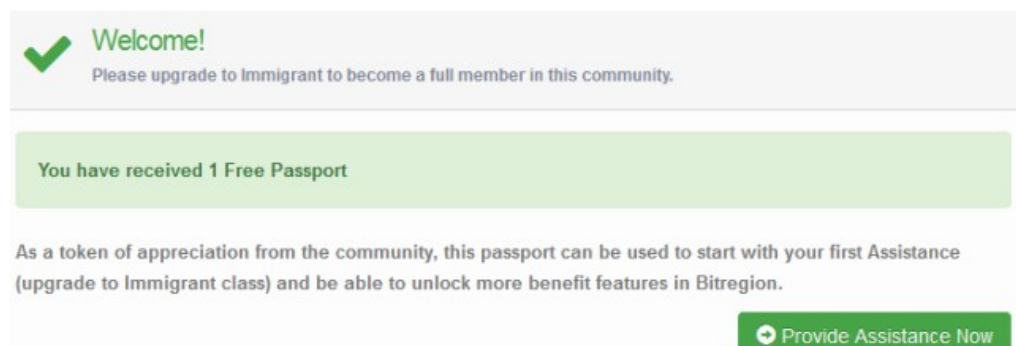 Welcome!
Please upgrade to Immigrant to become a full member in this community.
You have received 1 Free Passport
As a token of appreciation from the community, this passport can be used to start with your first Assistance
(upgrade to Immigrant class) and be able to unlock more benefit features in Bitregion.
Provide Assistance Now